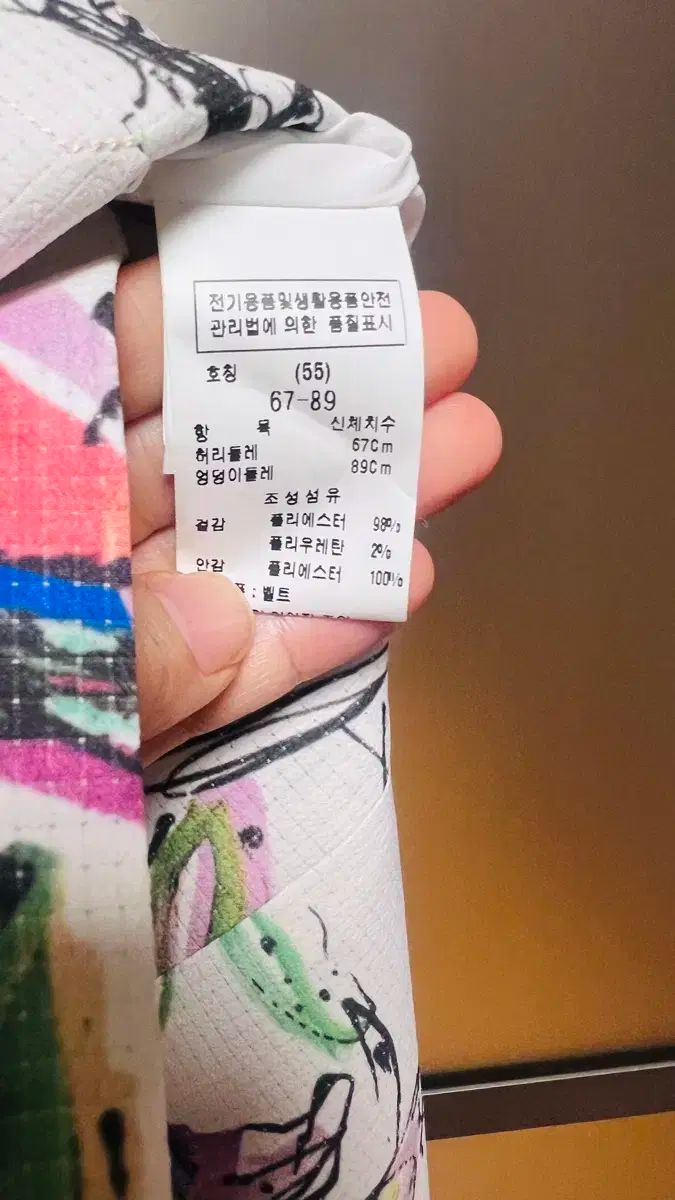 전기용품및생활용품안전
관리법에 의한 품질표시
호칭 (55)
67-89
항 목 신체치수
허리둘레 67Cm
엉덩이둘레 89Cm
조성섬유
겉감 폴리에스터 98%
폴리우레탄 2%
안감 폴리에스터 100%
: 벨트